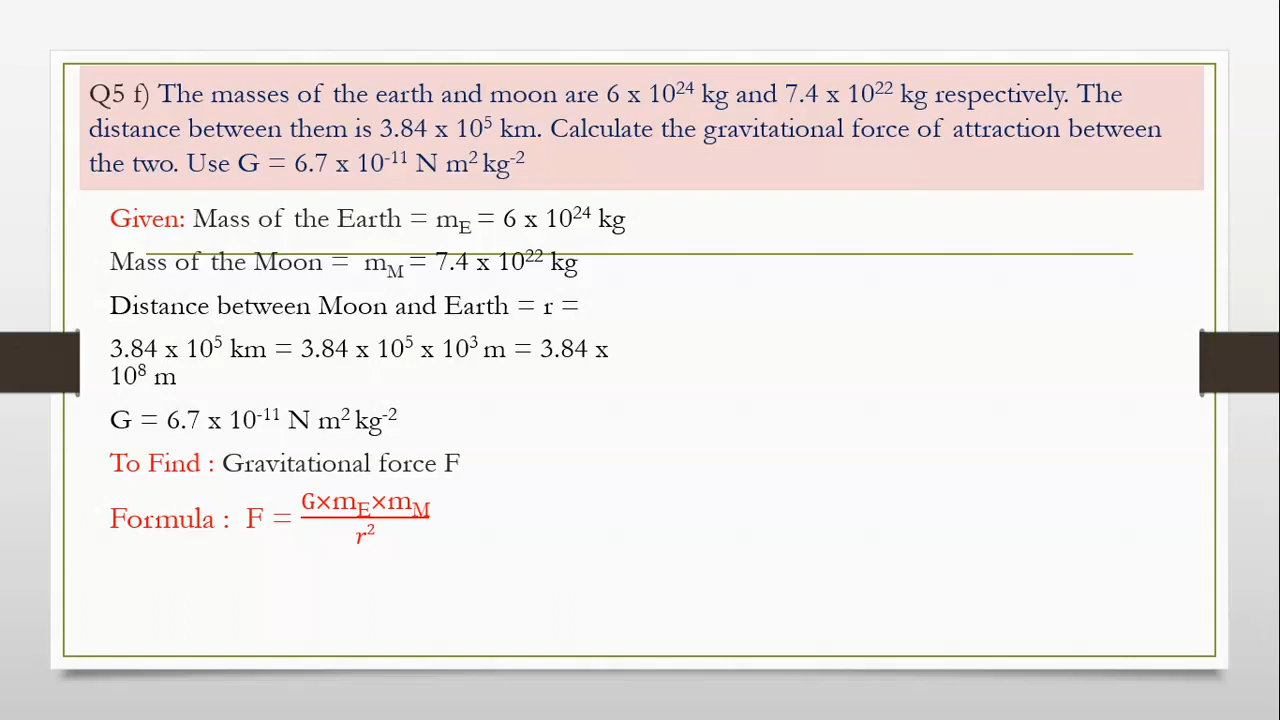 Q5 f) The masses of the earth and moon are 6 x 10²⁴ kg and 7.4 x 10²² kg respectively. The
distance between them is 3.84 x 10⁵ km. Calculate the gravitational force of attraction between
the two. Use G = 6.7 x 10⁻¹¹ N m² kg⁻²
Given: Mass of the Earth = m_E = 6 x 10²⁴ kg
Mass of the Moon = m_M = 7.4 x 10²² kg
Distance between Moon and Earth = r =
3.84 x 10⁵ km = 3.84 x 10⁵ x 10³ m = 3.84 x
10⁸ m
G = 6.7 x 10⁻¹¹ N m² kg⁻²
To Find : Gravitational force F
Formula : F = G×m_E×m_M / r²